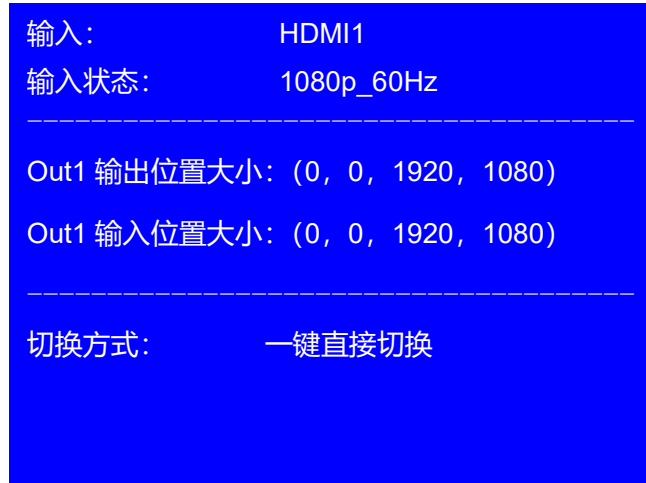 输入： HDMI1
输入状态： 1080p_60Hz
Out1 输出位置大小：（0，0，1920，1080）
Out1 输入位置大小：（0，0，1920，1080）
切换方式： 一键直接切换